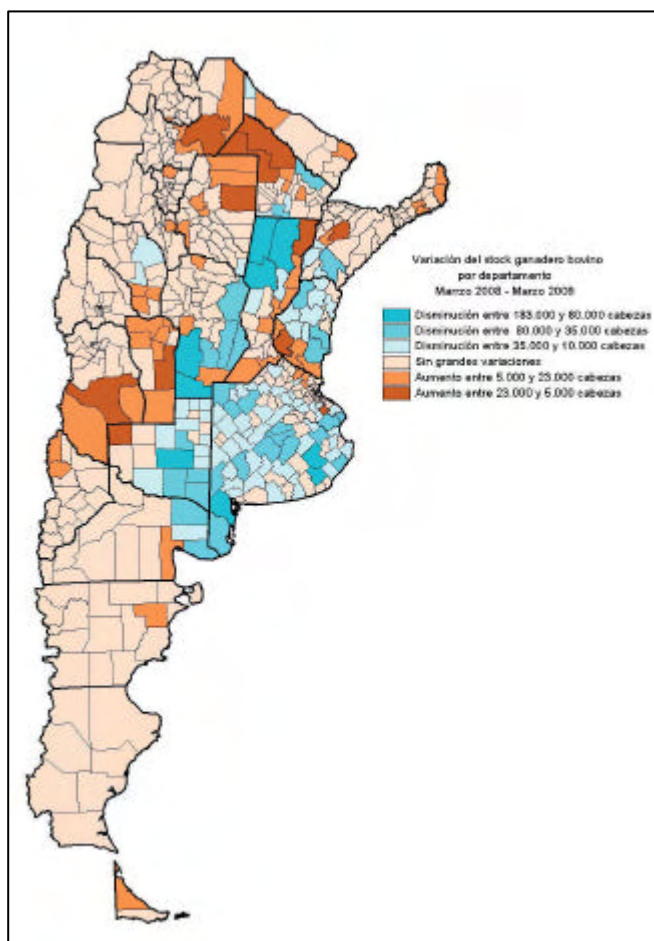 Variación del stock ganadero bovino
por departamento
Marrzo 2008 - Marzo 2009
Disminución entre 183.000 y 80.000 cabezas
Disminución entre 80.000 y 35.000 cabezas
Disminución entre 35.000 y 10.000 cabezas
Sin grandes variaciones
Aumento entre 5.000 y 23.000 cabezas
Aumento entre 23.000 y 5.000 cabezas